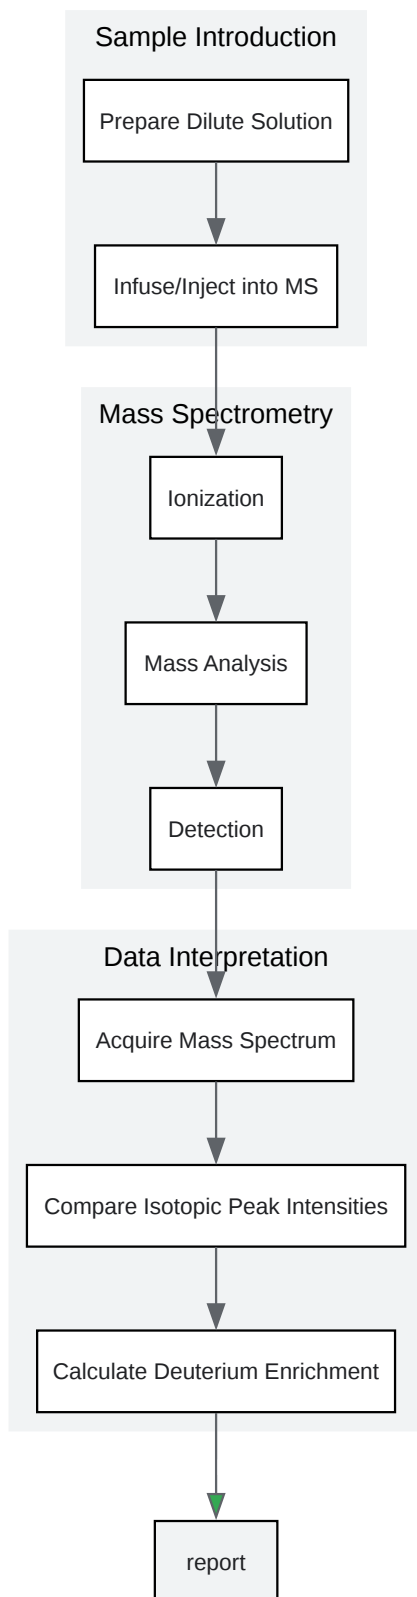 Sample Introduction
Prepare Dilute Solution
Infuse/Inject into MS
Mass Spectrometry
Ionization
Mass Analysis
Detection
Data Interpretation
Acquire Mass Spectrum
Compare Isotopic Peak Intensities
Calculate Deuterium Enrichment
report